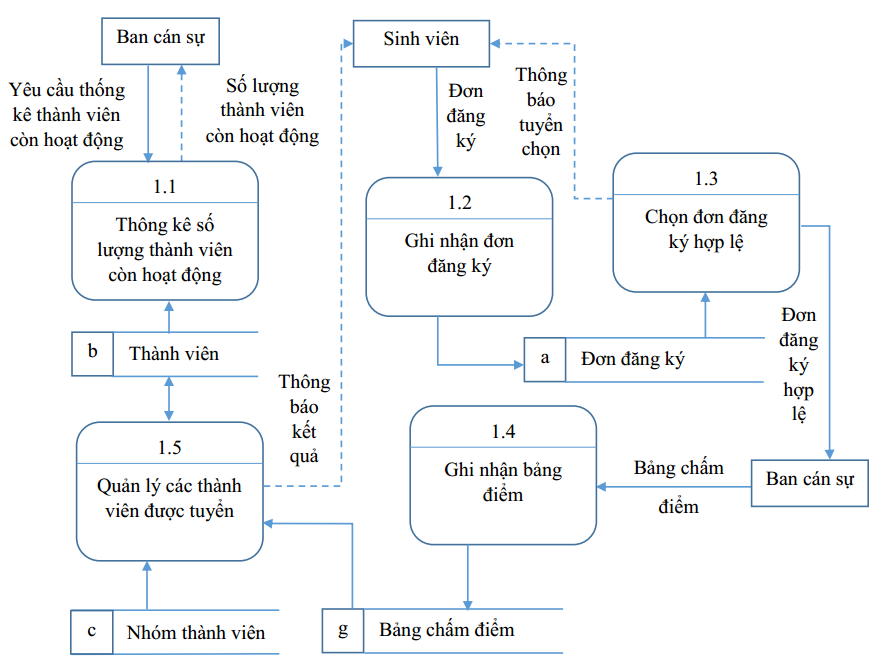 Ban cán sự
Yêu cầu thống
kê thành viên
còn hoạt động
Số lượng
thành viên
còn hoạt động
Sinh viên
Đơn
đăng
ký
Thông
báo
tuyển
chọn
1.1
Thông kê số
lượng thành viên
còn hoạt động
1.2
Ghi nhận đơn
đăng ký
1.3
Chọn đơn đăng
ký hợp lệ
b
Thành viên
a
Đơn đăng ký
Đơn
đăng
ký
hợp
lệ
Thông
báo
kết
quả
1.5
Quản lý các thành
viên được tuyển
1.4
Ghi nhận bảng
điểm
Bảng chấm
điểm
Ban cán sự
c
Nhóm thành viên
g
Bảng chấm điểm